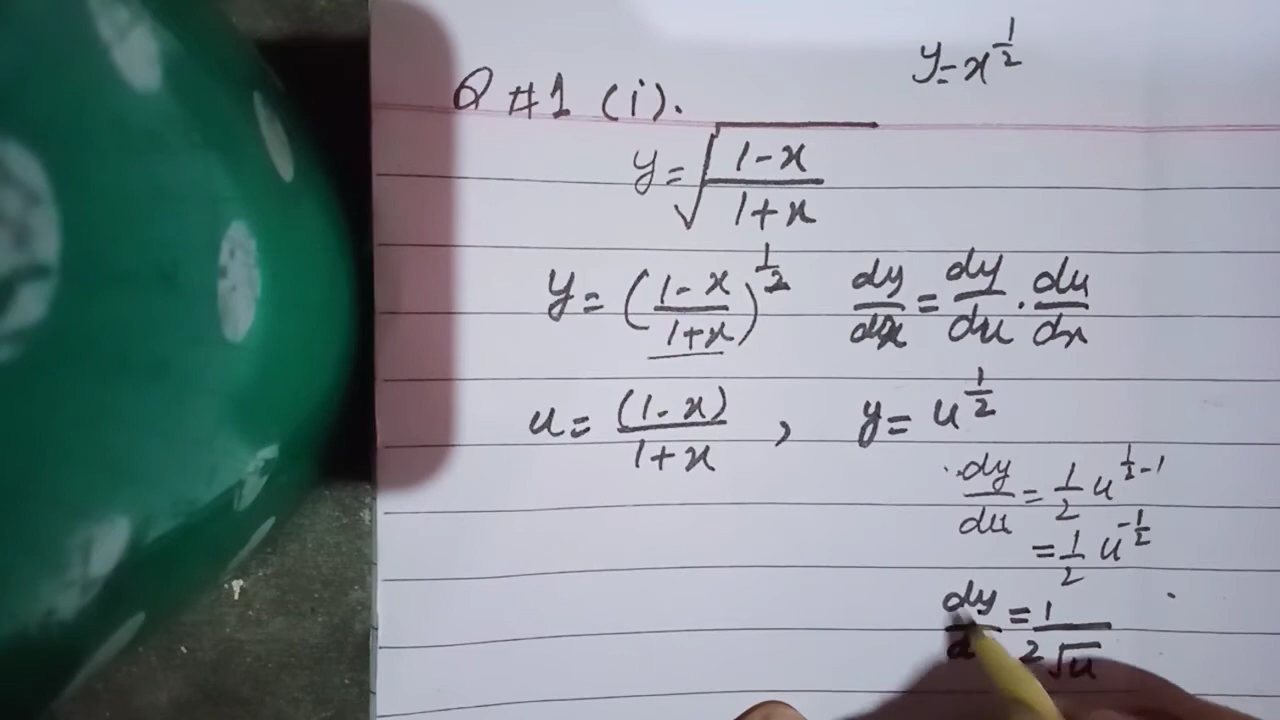 y=x^{1/2}
Q #1 (i).
y=√((1-x)/(1+x))
y=((1-x)/(1+x))^{1/2} dy/dx=dy/du·du/dx
u=(1-x)/(1+x), y=u^{1/2}
dy/du=1/2 u^{1/2-1}
=1/2 u^{-1/2}
dy/d =1/(2√u)